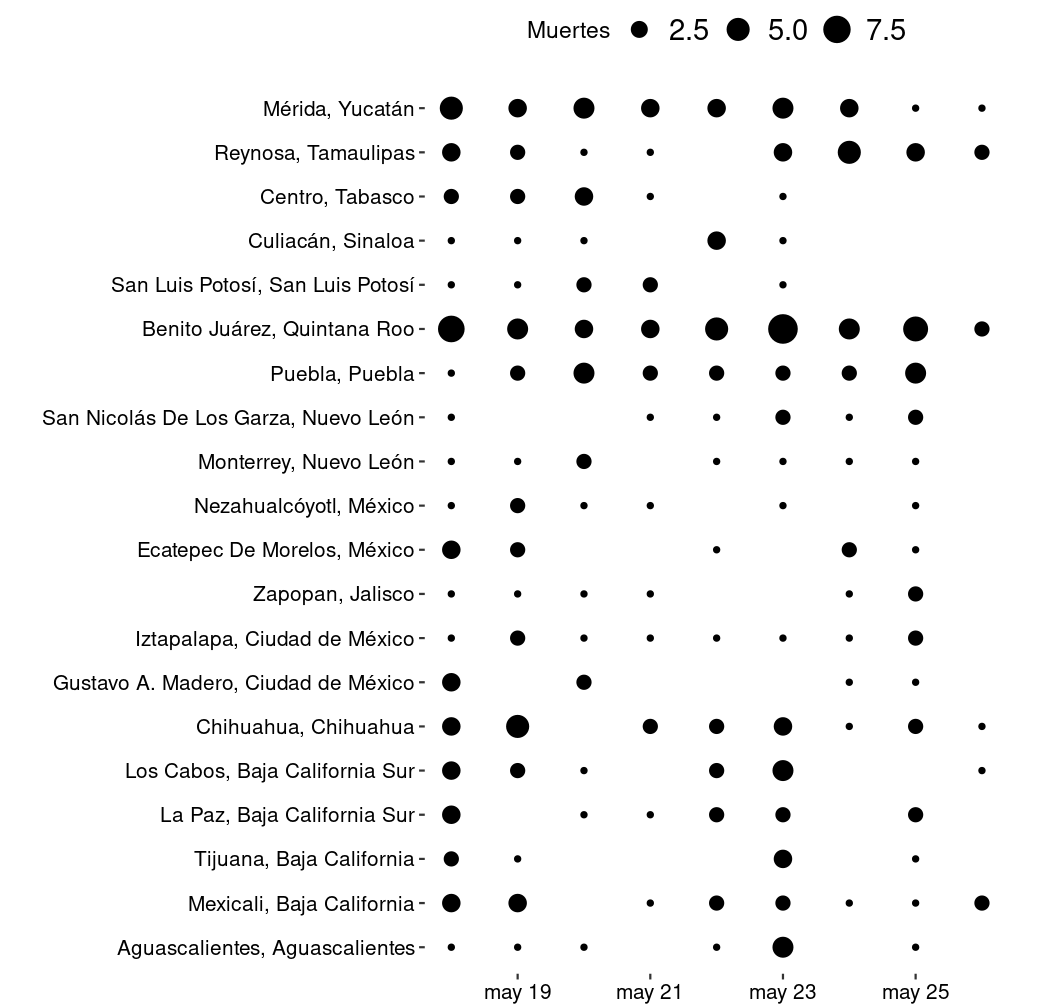 Muertes 2.5 5.0 7.5
Mérida, Yucatán
Reynosa, Tamaulipas
Centro, Tabasco
Culiacán, Sinaloa
San Luis Potosí, San Luis Potosí
Benito Juárez, Quintana Roo
Puebla, Puebla
San Nicolás De Los Garza, Nuevo León
Monterrey, Nuevo León
Nezahualcóyotl, México
Ecatepec De Morelos, México
Zapopan, Jalisco
Iztapalapa, Ciudad de México
Gustavo A. Madero, Ciudad de México
Chihuahua, Chihuahua
Los Cabos, Baja California Sur
La Paz, Baja California Sur
Tijuana, Baja California
Mexicali, Baja California
Aguascalientes, Aguascalientes
may 19 may 21 may 23 may 25